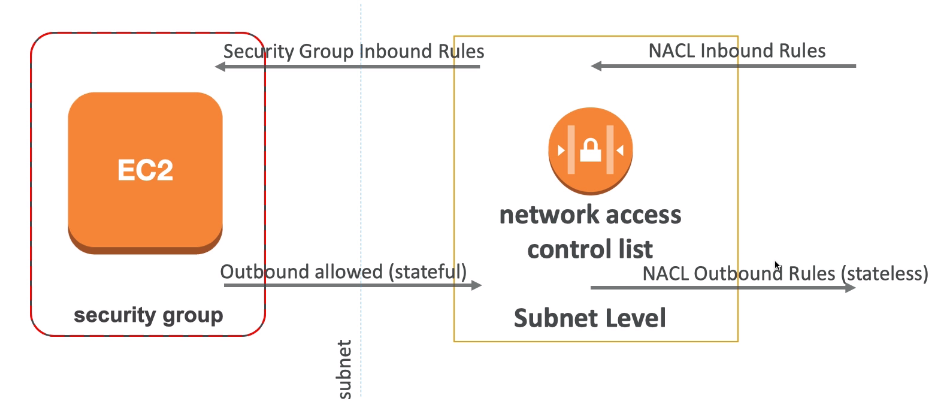 Security Group Inbound Rules
NACL Inbound Rules
EC2
network access
control list
Outbound allowed (stateful)
NACL Outbound Rules (stateless)
security group
Subnet Level
subnet